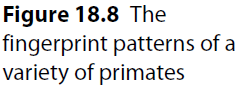 Figure 18.8 The
fingerprint patterns of a
variety of primates